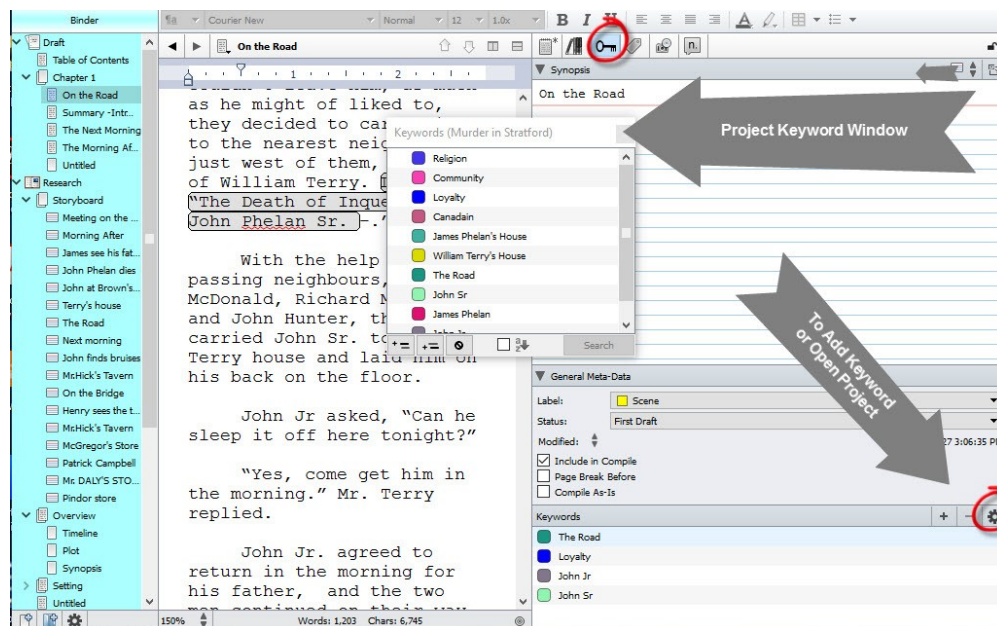 Binder
Courier New
Normal
12
1.0x
B I U
A
Draft
Table of Contents
Chapter 1
On the Road
Summary -Intr...
The Next Morning
The Morning Af...
Untitled
Research
Storyboard
Meeting on the ...
Morning After
James see his fat...
John Phelan dies
John at Brown's...
Terry's house
The Road
Next morning
John finds bruises
McHick's Tavern
On the Bridge
Henry sees the t...
McHick's Tavern
McGregor's Store
Patrick Campbell
Mr. DALY'S STO...
Pindor store
Overview
Timeline
Plot
Synopsis
Setting
Untitled
On the Road
1 2
as he might of liked to,
they decided to
to the nearest
just west of them,
of William Terry.
"The Death of
John Phelan Sr. -.
With the help
passing neighbours,
McDonald, Richard
and John Hunter,
carried John Sr. to
Terry house and laid him on
his back on the floor.
John Jr asked, “Can he
sleep it off here tonight?”
“Yes, come get him in
the morning.” Mr. Terry
replied.
John Jr. agreed to
return in the morning for
his father, and the two
150%
Words: 1,203 Chars: 6,745
Keywords (Murder in Stratford)
Religion
Community
Loyalty
Canadain
James Phelan's House
William Terry's House
The Road
John Sr
James Phelan
Search
n.
Synopsis
On the Road
Project Keyword Window
To Add Keyword
or Open Project
General Meta-Data
Label: Scene
Status: First Draft
Modified: 27 3:06:35 PM
Include in Compile
Page Break Before
Compile As-Is
Keywords
The Road
Loyalty
John Jr
John Sr